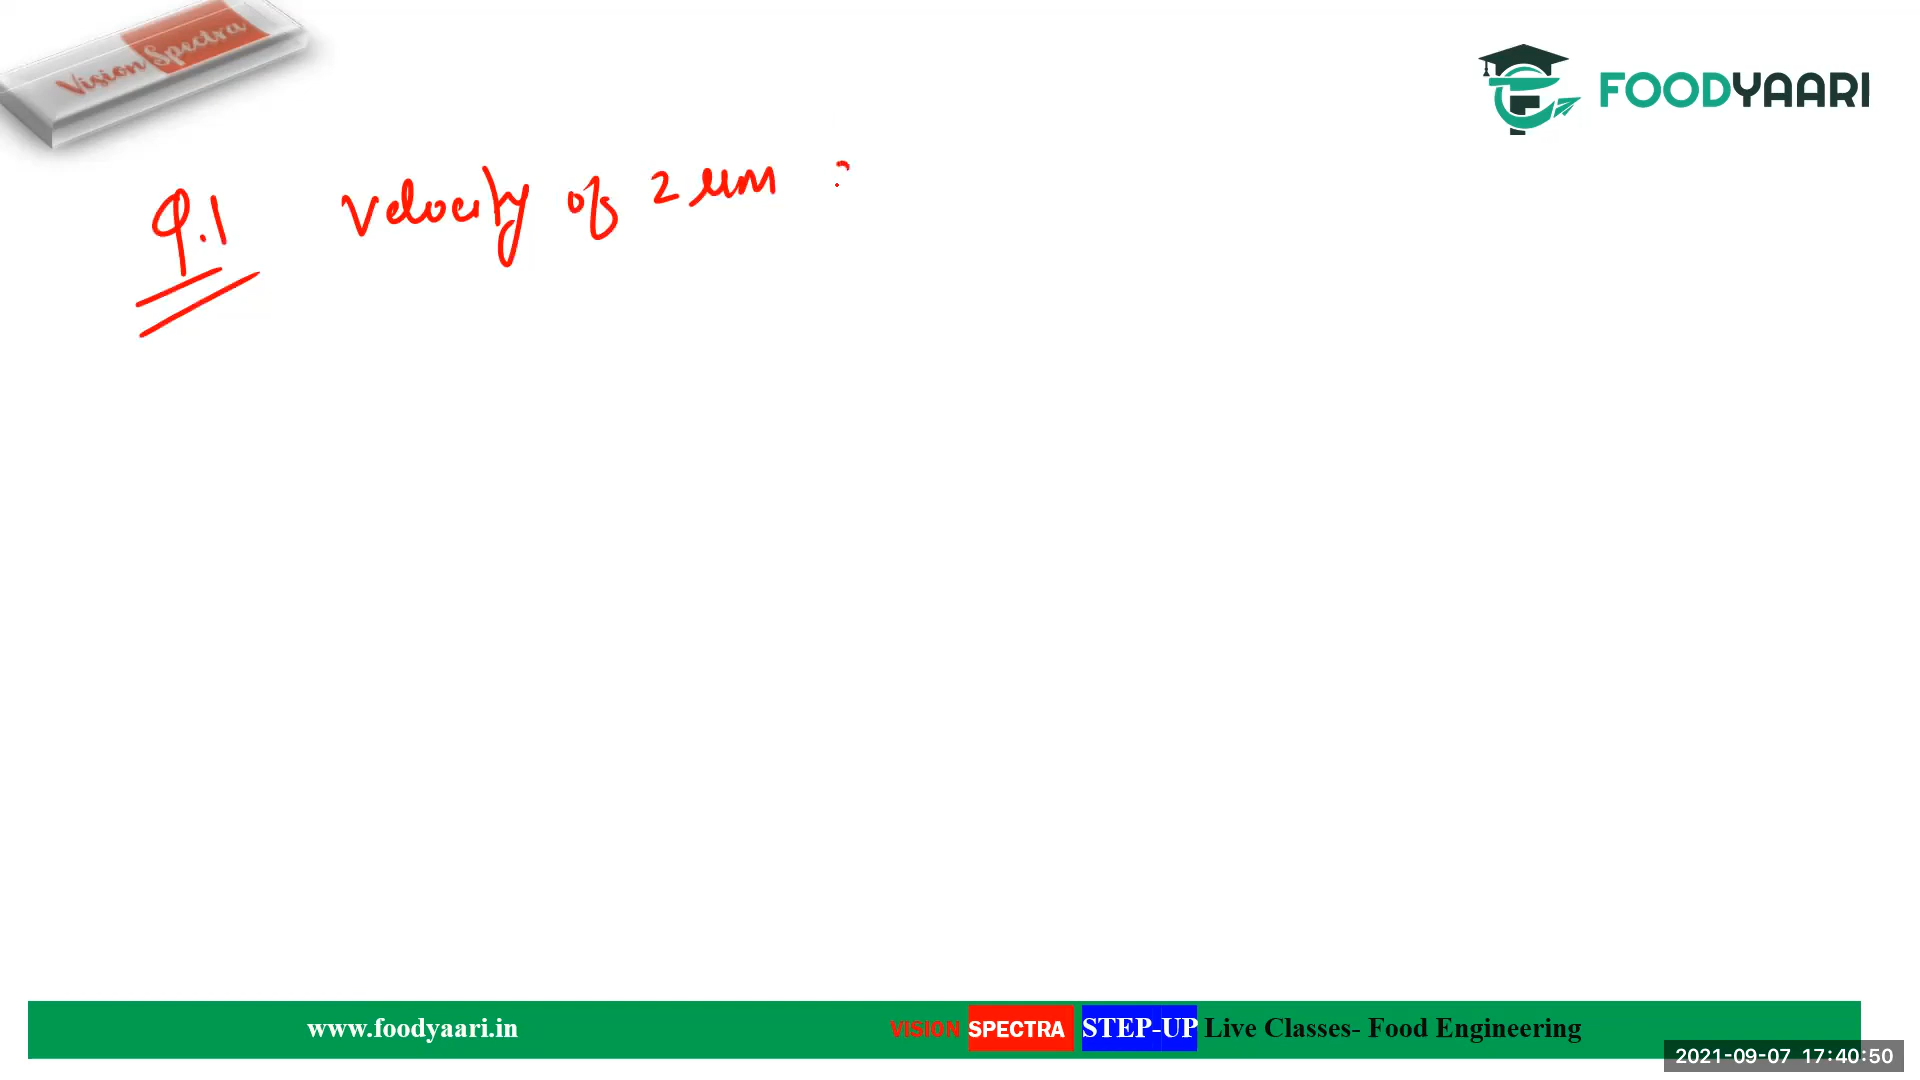 Vision Spectra
FOODYAARI
Q.1 Velocity of 2 μm
www.foodyaari.in
VISION SPECTRA STEP-UP Live Classes- Food Engineering
2021-09-07 17:40:50